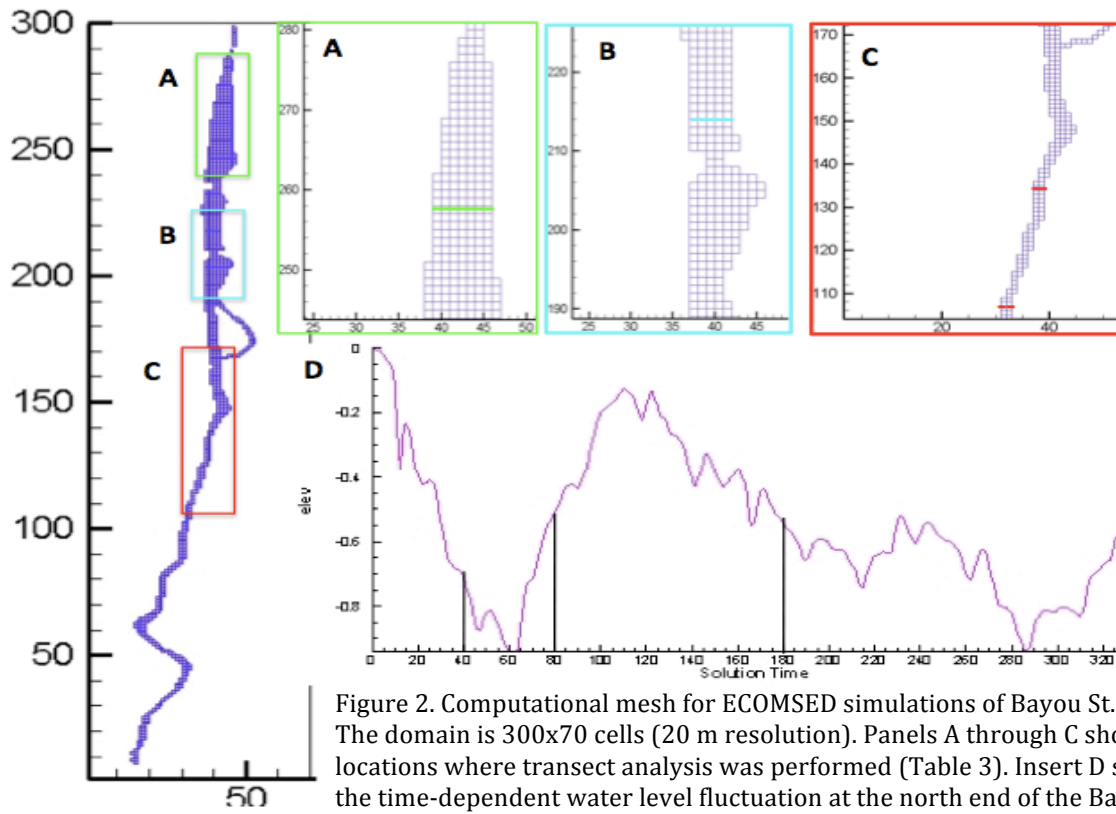 300
250
200
150
100
50
50
A
B
C
A
280
270
260
250
25
30
35
40
45
50
B
220
210
200
190
25
30
35
40
45
C
170
160
150
140
130
120
110
20
40
D
0
-0.2
-0.4
-0.6
-0.8
elev
0 20 40 60 80 100 120 140 160 180 200 220 240 260 280 300 320
Solution Time
Figure 2. Computational mesh for ECOMSED simulations of Bayou St.
The domain is 300x70 cells (20 m resolution). Panels A through C sho
locations where transect analysis was performed (Table 3). Insert D s
the time-dependent water level fluctuation at the north end of the Ba